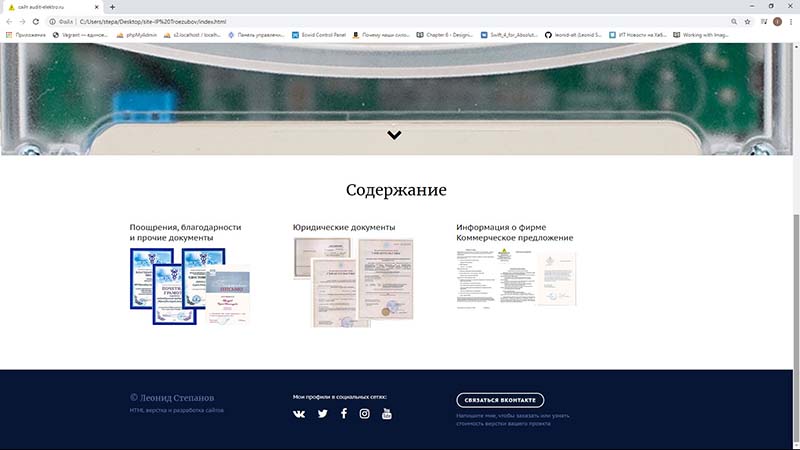 сайт audit-elektro.ru
Файл | C:/Users/stepa/Desktop/site-IP%20Troezubov/index.html
Приложения
Vagrant — единое...
phpMyAdmin
s2.localhost / localh...
Панель управлени...
Eowid Control Panel
Почему наши сило...
Chapter 6 - Designi...
Swift_4_for_Absolut...
leonid-elt (Leonid S...
ИТ Новости на Хаб...
Working with Imag...
Содержание
Поощрения, благодарности
и прочие документы
Юридические документы
Информация о фирме
Коммерческое предложение
© Леонид Степанов
HTML верстка и разработка сайтов
Мои профили в социальных сетях:
СВЯЗАТЬСЯ ВКОНТАКТЕ
Напишите мне, чтобы заказать или узнать
стоимость верстки вашего проекта